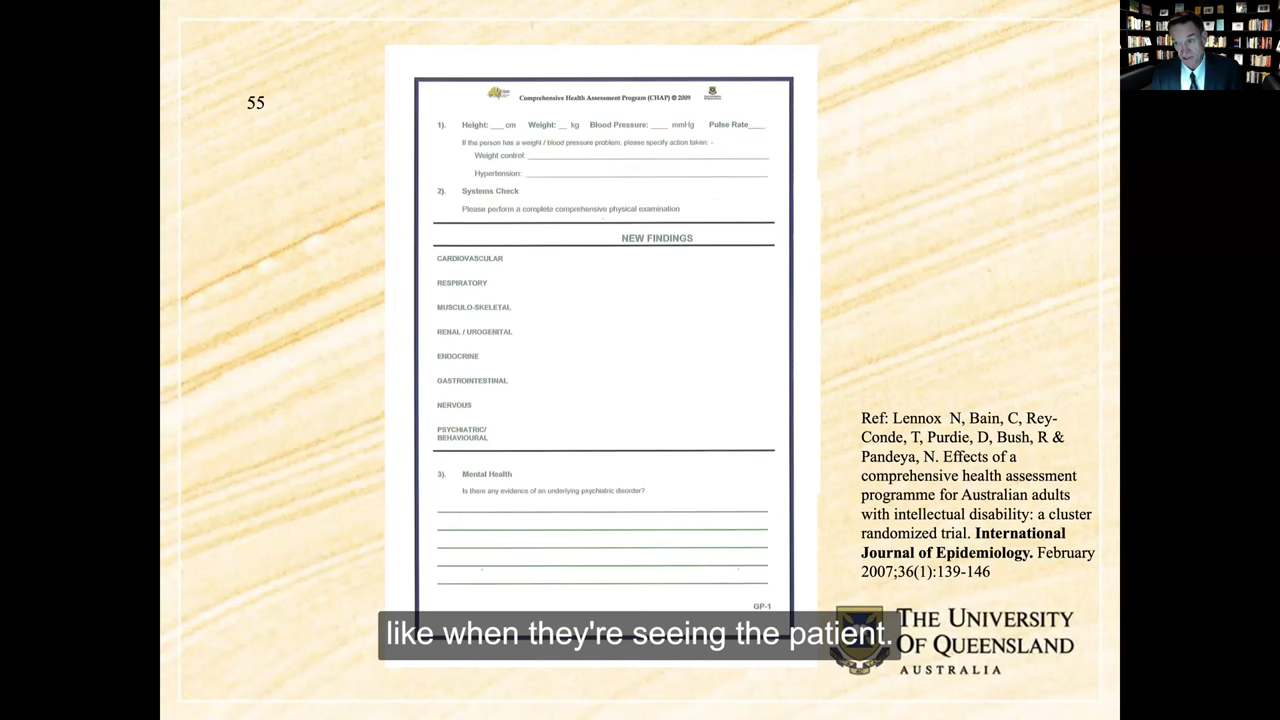 55
Comprehensive Health Assessment Program (CHAP) © 2009
1). Height: ___ cm Weight: __ kg Blood Pressure: ____ mmHg Pulse Rate____
If the person has a weight / blood pressure problem, please specify action taken: -
Weight control:
Hypertension:
2). Systems Check
Please perform a complete comprehensive physical examination
NEW FINDINGS
CARDIOVASCULAR
RESPIRATORY
MUSCULO-SKELETAL
RENAL / UROGENITAL
ENDOCRINE
GASTROINTESTINAL
NERVOUS
PSYCHIATRIC/
BEHAVIOURAL
3). Mental Health
Is there any evidence of an underlying psychiatric disorder?
GP-1
Ref: Lennox N, Bain, C, Rey-
Conde, T, Purdie, D, Bush, R &
Pandeya, N. Effects of a
comprehensive health assessment
programme for Australian adults
with intellectual disability: a cluster
randomized trial. International
Journal of Epidemiology. February
2007;36(1):139-146
THE UNIVERSITY
OF QUEENSLAND
AUSTRALIA
like when they're seeing the patient.